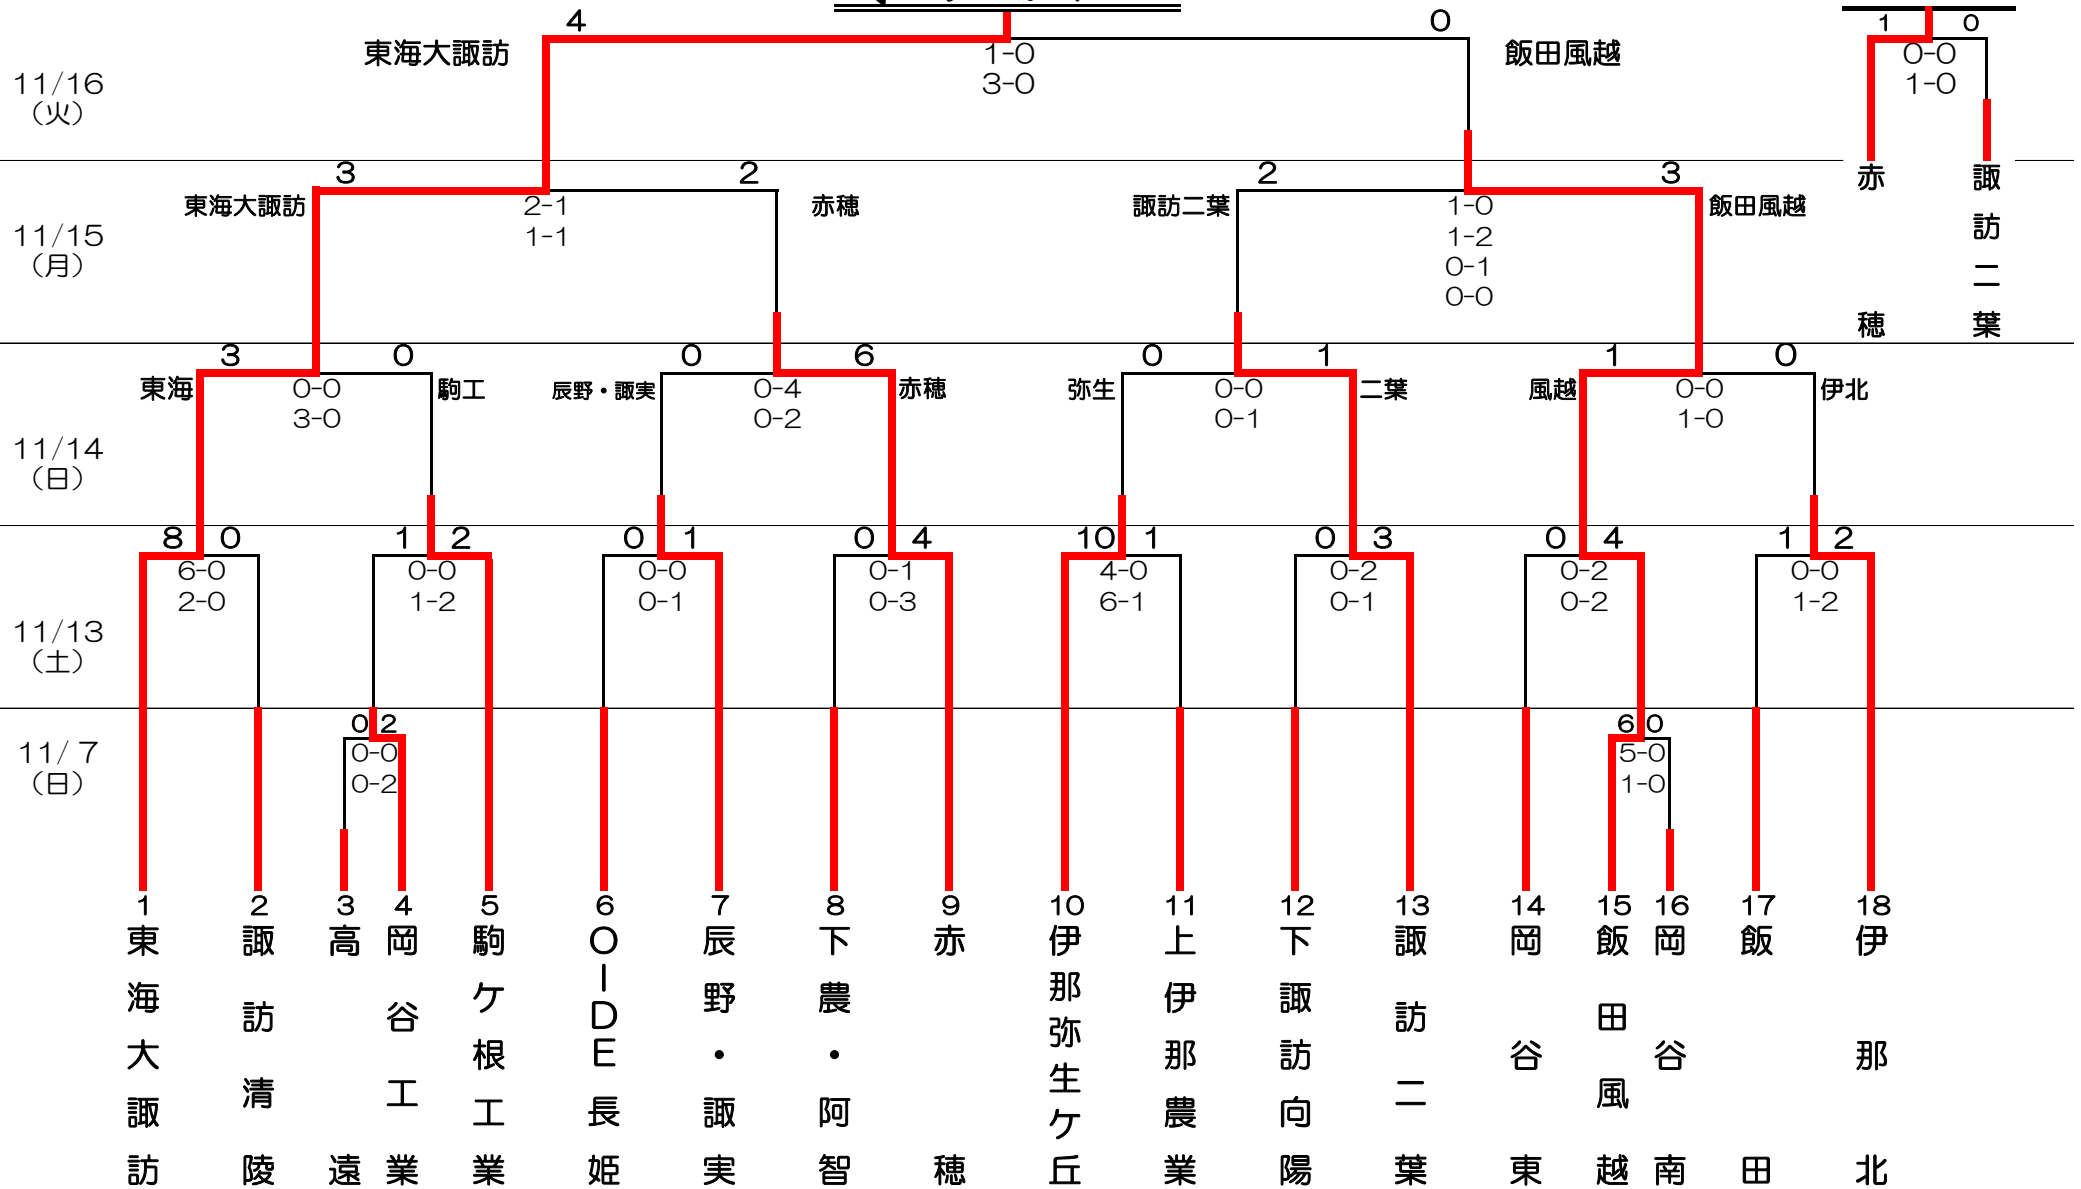 4 0 1 0
東海大諏訪 1-0 飯田風越 0-0
3-0 1-0
11/16
（火）
3 2 2 3
赤穂 諏訪二葉
東海大諏訪 2-1 赤穂 諏訪二葉 1-0 飯田風越
11/15 1-1 1-2
（月） 0-1
0-0
3 0 0 6 0 1 1 0
東海 0-0 駒工 辰野・諏実 0-4 赤穂 弥生 0-0 二葉 風越 0-0 伊北
3-0 0-2 0-1 1-0
11/14
（日）
8 0 1 2 0 1 0 4 10 1 0 3 0 4 1 2
6-0 0-0 0-0 0-1 4-0 0-2 0-2 0-0
2-0 1-2 0-1 0-3 6-1 0-1 0-2 1-2
11/13
（土）
0 2 6 0
11/ 7 0-0 5-0
（日） 0-2 1-0
1 2 3 4 5 6 7 8 9 10 11 12 13 14 15 16 17 18
東海大諏訪
諏訪清陵
高遠
岡谷工業
駒ケ根工業
O-IDE長姫
辰野・諏実
下農・阿智
赤穂
伊那弥生ケ丘
上伊那農業
下諏訪向陽
諏訪二葉
岡谷東
飯田風越
岡谷南
飯田
伊那北